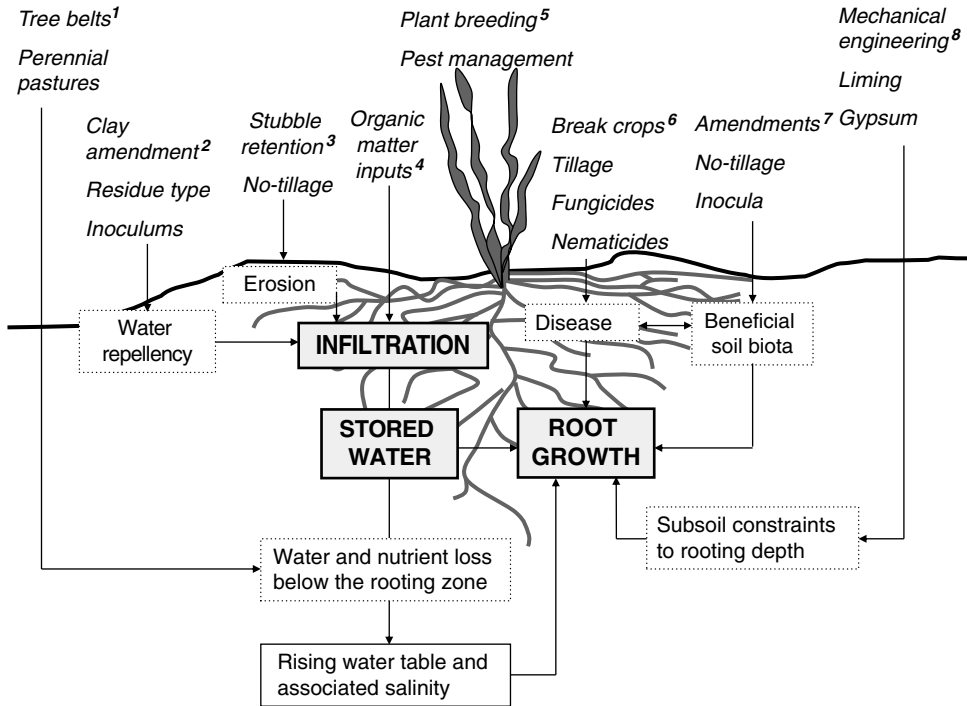 Tree belts1
Perennial
pastures
Plant breeding5
Pest management
Mechanical
engineering8
Liming
Gypsum
Clay
amendment2
Residue type
Inoculums
Stubble
retention3
No-tillage
Organic
matter
inputs4
Break crops6
Tillage
Fungicides
Nematicides
Amendments7
No-tillage
Inocula
Erosion
Water
repellency
INFILTRATION
Disease
Beneficial
soil biota
STORED
WATER
ROOT
GROWTH
Subsoil constraints
to rooting depth
Water and nutrient loss
below the rooting zone
Rising water table and
associated salinity